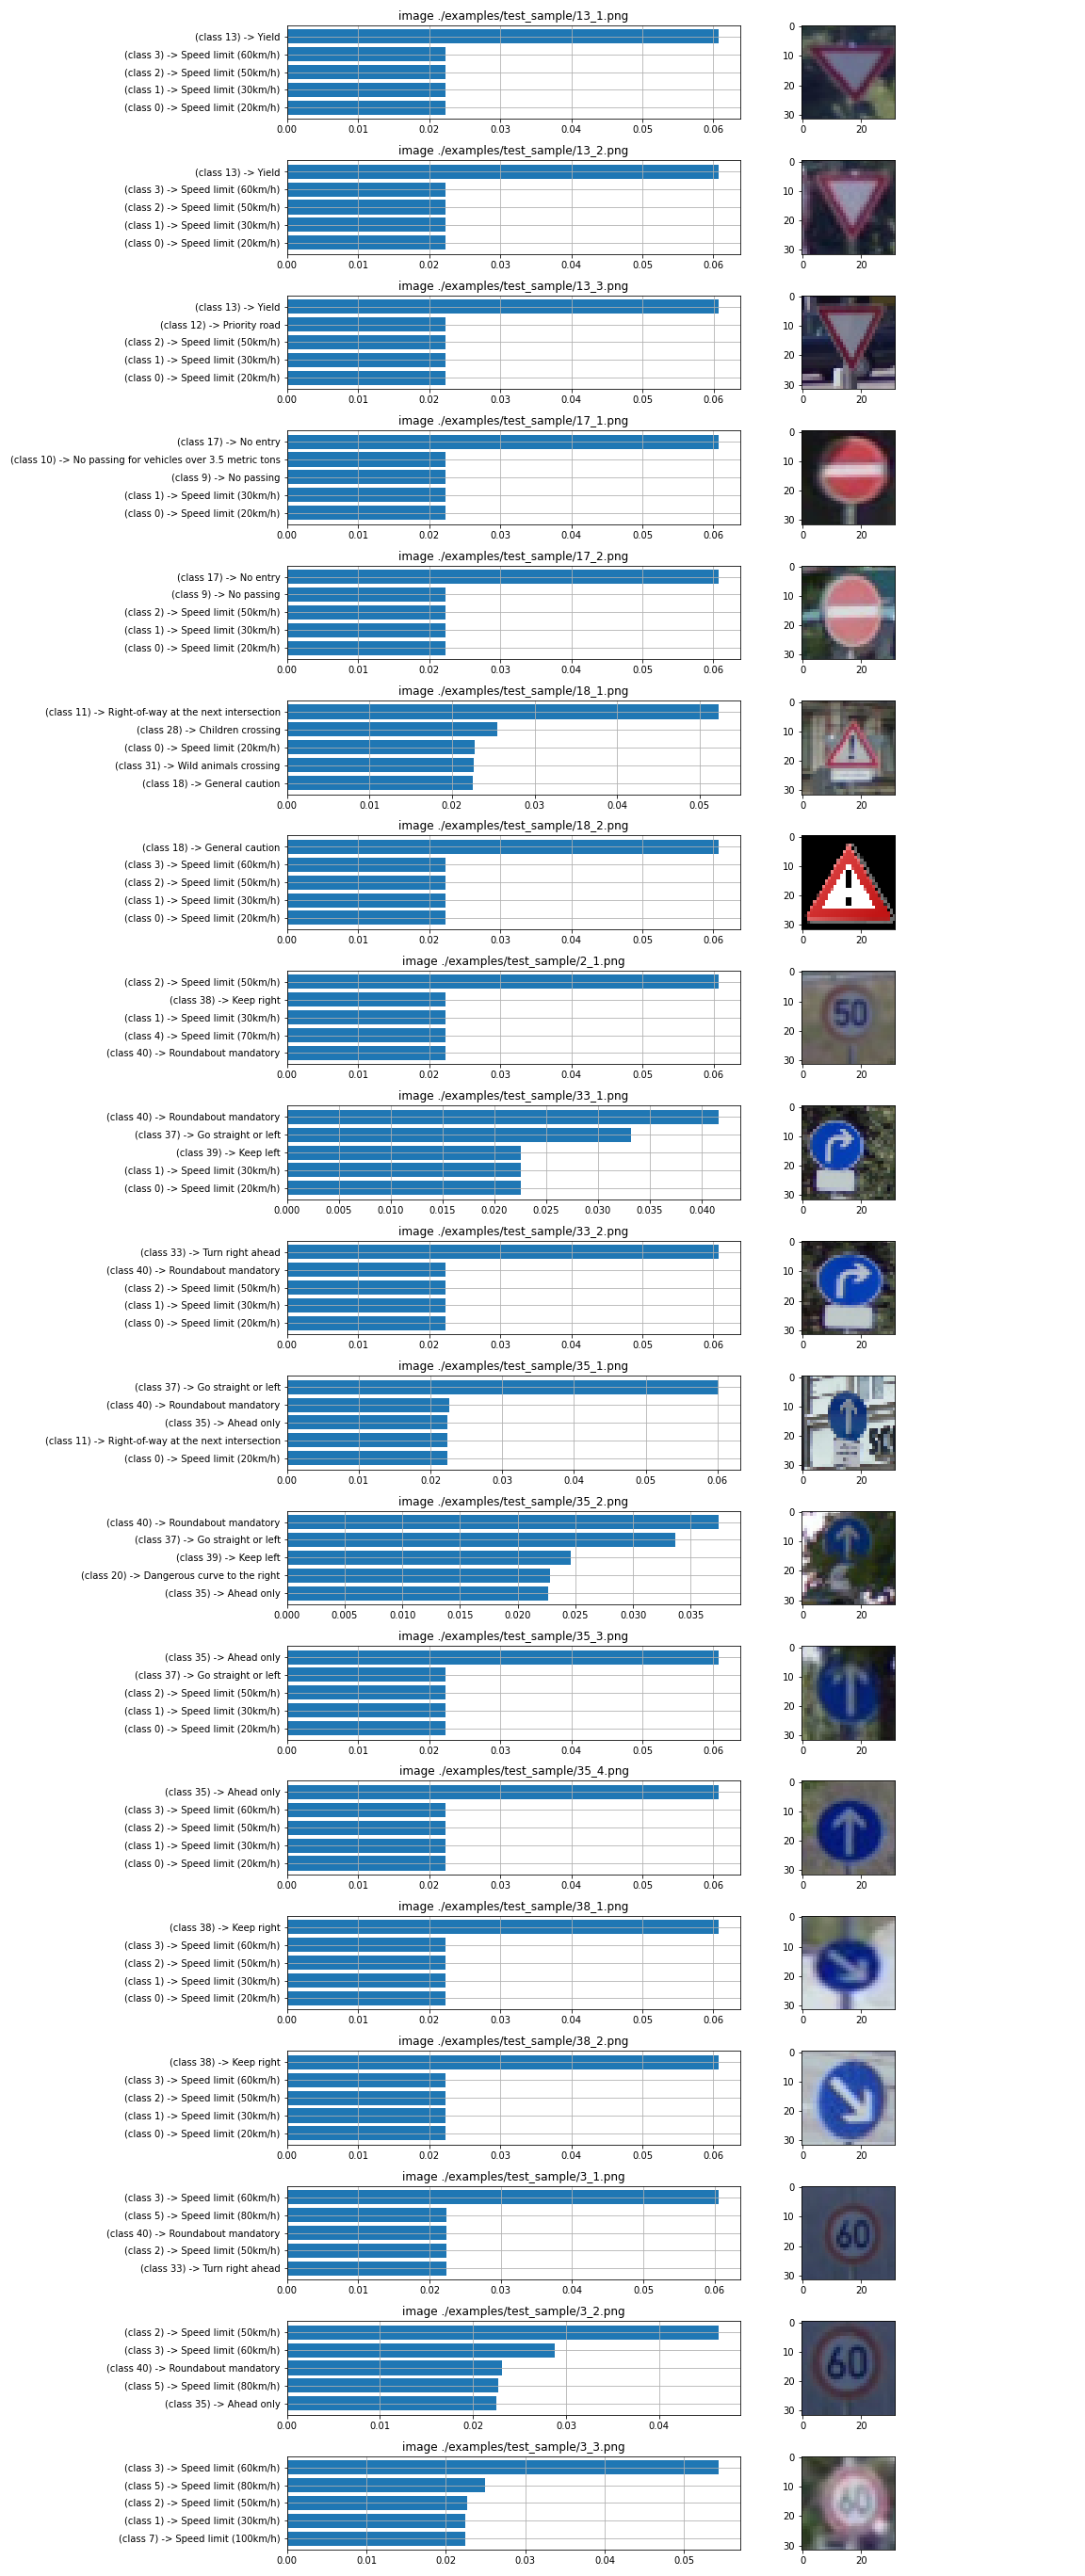 image ./examples/test_sample/13_1.png
(class 13) -> Yield
(class 3) -> Speed limit (60km/h)
(class 2) -> Speed limit (50km/h)
(class 1) -> Speed limit (30km/h)
(class 0) -> Speed limit (20km/h)
0.00 0.01 0.02 0.03 0.04 0.05 0.06
0
10
20
30
0 20
image ./examples/test_sample/13_2.png
(class 13) -> Yield
(class 3) -> Speed limit (60km/h)
(class 2) -> Speed limit (50km/h)
(class 1) -> Speed limit (30km/h)
(class 0) -> Speed limit (20km/h)
0.00 0.01 0.02 0.03 0.04 0.05 0.06
0
10
20
30
0 20
image ./examples/test_sample/13_3.png
(class 13) -> Yield
(class 12) -> Priority road
(class 2) -> Speed limit (50km/h)
(class 1) -> Speed limit (30km/h)
(class 0) -> Speed limit (20km/h)
0.00 0.01 0.02 0.03 0.04 0.05 0.06
0
10
20
30
0 20
image ./examples/test_sample/17_1.png
(class 17) -> No entry
(class 10) -> No passing for vehicles over 3.5 metric tons
(class 9) -> No passing
(class 1) -> Speed limit (30km/h)
(class 0) -> Speed limit (20km/h)
0.00 0.01 0.02 0.03 0.04 0.05 0.06
0
10
20
30
0 20
image ./examples/test_sample/17_2.png
(class 17) -> No entry
(class 9) -> No passing
(class 2) -> Speed limit (50km/h)
(class 1) -> Speed limit (30km/h)
(class 0) -> Speed limit (20km/h)
0.00 0.01 0.02 0.03 0.04 0.05 0.06
0
10
20
30
0 20
image ./examples/test_sample/18_1.png
(class 11) -> Right-of-way at the next intersection
(class 28) -> Children crossing
(class 0) -> Speed limit (20km/h)
(class 31) -> Wild animals crossing
(class 18) -> General caution
0.01 0.02 0.03 0.04 0.05
0
10
20
30
0 20
image ./examples/test_sample/18_2.png
(class 18) -> General caution
(class 3) -> Speed limit (60km/h)
(class 2) -> Speed limit (50km/h)
(class 1) -> Speed limit (30km/h)
(class 0) -> Speed limit (20km/h)
0.00 0.01 0.02 0.03 0.04 0.05 0.06
0
10
20
30
0 20
image ./examples/test_sample/2_1.png
(class 2) -> Speed limit (50km/h)
(class 38) -> Keep right
(class 1) -> Speed limit (30km/h)
(class 4) -> Speed limit (70km/h)
(class 40) -> Roundabout mandatory
0.00 0.01 0.02 0.03 0.04 0.05 0.06
0
10
20
30
0 20
50
image ./examples/test_sample/33_1.png
(class 40) -> Roundabout mandatory
(class 37) -> Go straight or left
(class 39) -> Keep left
(class 1) -> Speed limit (30km/h)
(class 0) -> Speed limit (20km/h)
0.000 0.005 0.010 0.015 0.020 0.025 0.030 0.035 0.040
0
10
20
30
0 20
image ./examples/test_sample/33_2.png
(class 33) -> Turn right ahead
(class 40) -> Roundabout mandatory
(class 2) -> Speed limit (50km/h)
(class 1) -> Speed limit (30km/h)
(class 0) -> Speed limit (20km/h)
0.00 0.01 0.02 0.03 0.04 0.05 0.06
0
10
20
30
0 20
image ./examples/test_sample/35_1.png
(class 37) -> Go straight or left
(class 40) -> Roundabout mandatory
(class 35) -> Ahead only
(class 11) -> Right-of-way at the next intersection
(class 0) -> Speed limit (20km/h)
0.00 0.01 0.02 0.03 0.04 0.05 0.06
0
10
20
30
0 20
image ./examples/test_sample/35_2.png
(class 40) -> Roundabout mandatory
(class 37) -> Go straight or left
(class 39) -> Keep left
(class 20) -> Dangerous curve to the right
(class 35) -> Ahead only
0.000 0.005 0.010 0.015 0.020 0.025 0.030 0.035
0
10
20
30
0 20
image ./examples/test_sample/35_3.png
(class 35) -> Ahead only
(class 37) -> Go straight or left
(class 2) -> Speed limit (50km/h)
(class 1) -> Speed limit (30km/h)
(class 0) -> Speed limit (20km/h)
0.00 0.01 0.02 0.03 0.04 0.05 0.06
0
10
20
30
0 20
image ./examples/test_sample/35_4.png
(class 35) -> Ahead only
(class 3) -> Speed limit (60km/h)
(class 2) -> Speed limit (50km/h)
(class 1) -> Speed limit (30km/h)
(class 0) -> Speed limit (20km/h)
0.00 0.01 0.02 0.03 0.04 0.05 0.06
0
10
20
30
0 20
image ./examples/test_sample/38_1.png
(class 38) -> Keep right
(class 3) -> Speed limit (60km/h)
(class 2) -> Speed limit (50km/h)
(class 1) -> Speed limit (30km/h)
(class 0) -> Speed limit (20km/h)
0.00 0.01 0.02 0.03 0.04 0.05 0.06
0
10
20
30
0 20
image ./examples/test_sample/38_2.png
(class 38) -> Keep right
(class 3) -> Speed limit (60km/h)
(class 2) -> Speed limit (50km/h)
(class 1) -> Speed limit (30km/h)
(class 0) -> Speed limit (20km/h)
0.00 0.01 0.02 0.03 0.04 0.05 0.06
0
10
20
30
0 20
image ./examples/test_sample/3_1.png
(class 3) -> Speed limit (60km/h)
(class 5) -> Speed limit (80km/h)
(class 40) -> Roundabout mandatory
(class 2) -> Speed limit (50km/h)
(class 33) -> Turn right ahead
0.00 0.01 0.02 0.03 0.04 0.05 0.06
0
10
20
30
0 20
60
image ./examples/test_sample/3_2.png
(class 2) -> Speed limit (50km/h)
(class 3) -> Speed limit (60km/h)
(class 40) -> Roundabout mandatory
(class 5) -> Speed limit (80km/h)
(class 35) -> Ahead only
0.00 0.01 0.02 0.03 0.04
0
10
20
30
0 20
60
image ./examples/test_sample/3_3.png
(class 3) -> Speed limit (60km/h)
(class 5) -> Speed limit (80km/h)
(class 2) -> Speed limit (50km/h)
(class 1) -> Speed limit (30km/h)
(class 7) -> Speed limit (100km/h)
0.00 0.01 0.02 0.03 0.04 0.05
0
10
20
30
0 20
60